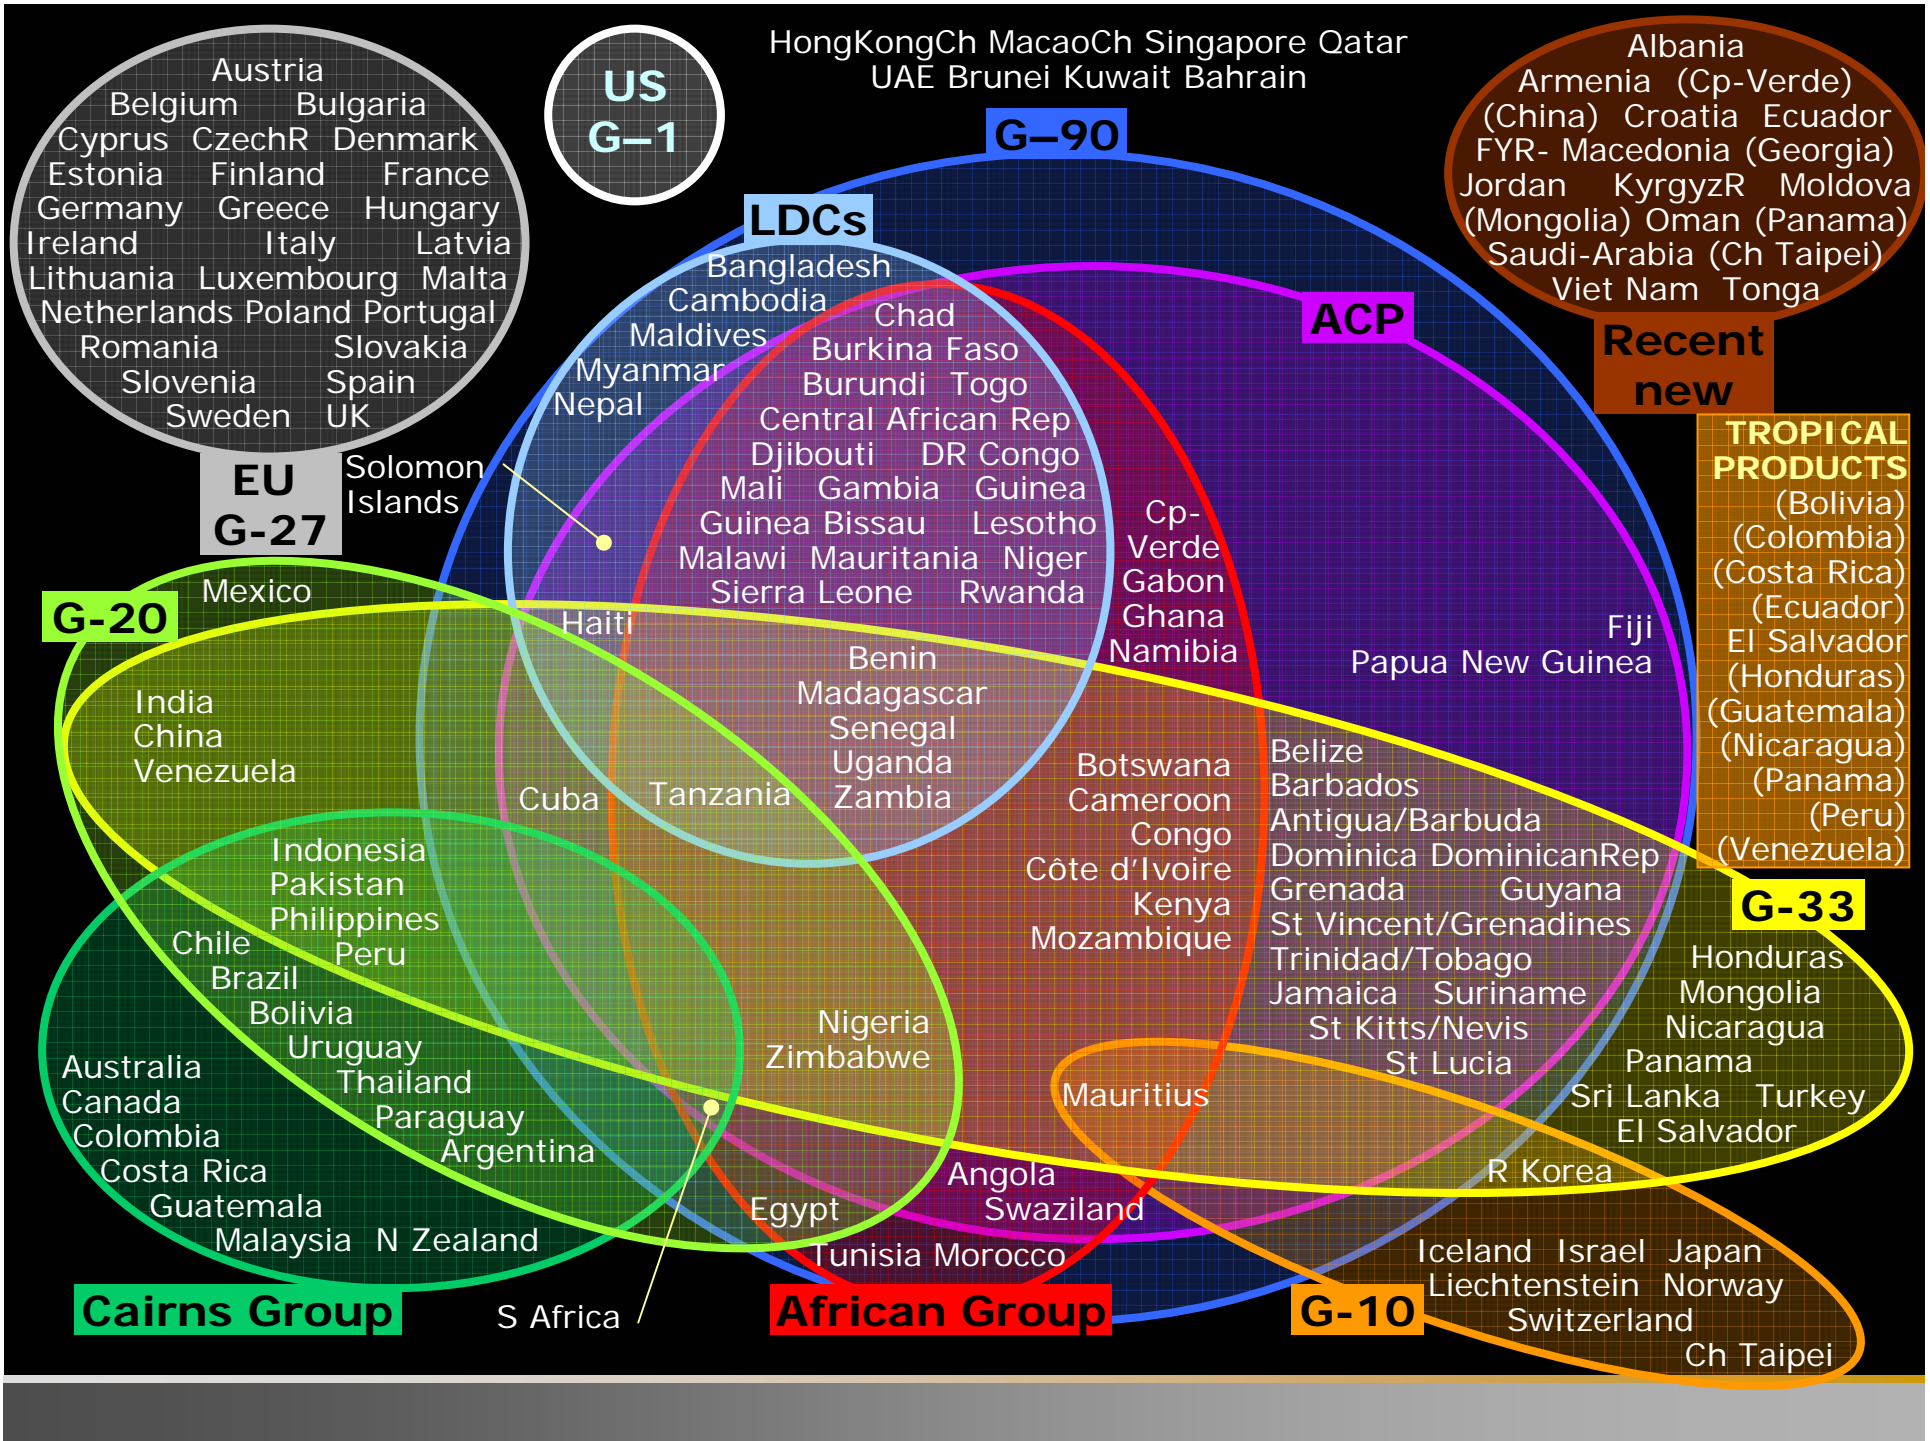 Austria
Belgium Bulgaria
Cyprus CzechR Denmark
Estonia Finland France
Germany Greece Hungary
Ireland Italy Latvia
Lithuania Luxembourg Malta
Netherlands Poland Portugal
Romania Slovakia
Slovenia Spain
Sweden UK
EU
G-27
US
G–1
HongKongCh MacaoCh Singapore Qatar
UAE Brunei Kuwait Bahrain
G–90
Albania
Armenia (Cp-Verde)
(China) Croatia Ecuador
FYR- Macedonia (Georgia)
Jordan KyrgyzR Moldova
(Mongolia) Oman (Panama)
Saudi-Arabia (Ch Taipei)
Viet Nam Tonga
Recent
new
TROPICAL
PRODUCTS
(Bolivia)
(Colombia)
(Costa Rica)
(Ecuador)
El Salvador
(Honduras)
(Guatemala)
(Nicaragua)
(Panama)
(Peru)
(Venezuela)
LDCs
Bangladesh
Cambodia
Maldives
Myanmar
Nepal
Chad
Burkina Faso
Burundi Togo
Central African Rep
Djibouti DR Congo
Mali Gambia Guinea
Guinea Bissau Lesotho
Malawi Mauritania Niger
Sierra Leone Rwanda
Solomon
Islands
Haiti
Benin
Madagascar
Senegal
Uganda
Zambia
Tanzania
Cuba
ACP
Cp-
Verde
Gabon
Ghana
Namibia
Fiji
Papua New Guinea
G-20
Mexico
India
China
Venezuela
Indonesia
Pakistan
Philippines
Peru
Chile
Brazil
Bolivia
Uruguay
Thailand
Paraguay
Argentina
Australia
Canada
Colombia
Costa Rica
Guatemala
Malaysia N Zealand
Cairns Group
S Africa
Nigeria
Zimbabwe
Egypt
Tunisia Morocco
African Group
Angola
Swaziland
Botswana
Cameroon
Congo
Côte d’Ivoire
Kenya
Mozambique
Mauritius
Belize
Barbados
Antigua/Barbuda
Dominica DominicanRep
Grenada Guyana
St Vincent/Grenadines
Trinidad/Tobago
Jamaica Suriname
St Kitts/Nevis
St Lucia
G-33
Honduras
Mongolia
Nicaragua
Panama
Sri Lanka Turkey
El Salvador
R Korea
G-10
Iceland Israel Japan
Liechtenstein Norway
Switzerland
Ch Taipei